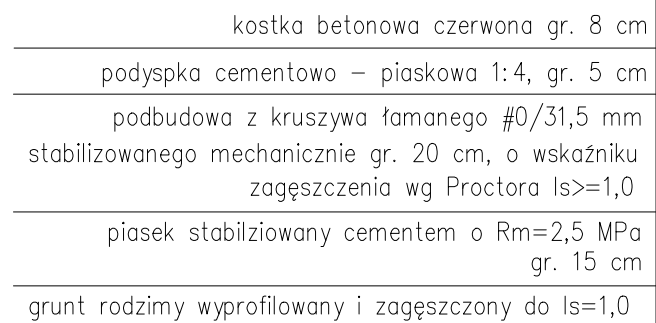 kostka betonowa czerwona gr. 8 cm
podyspka cementowo – piaskowa 1:4, gr. 5 cm
podbudowa z kruszywa łamanego #0/31,5 mm
stabilizowanego mechanicznie gr. 20 cm, o wskaźniku
zagęszczenia wg Proctora Is>=1,0
piasek stabilziowany cementem o Rm=2,5 MPa
gr. 15 cm
grunt rodzimy wyprofilowany i zagęszczony do Is=1,0